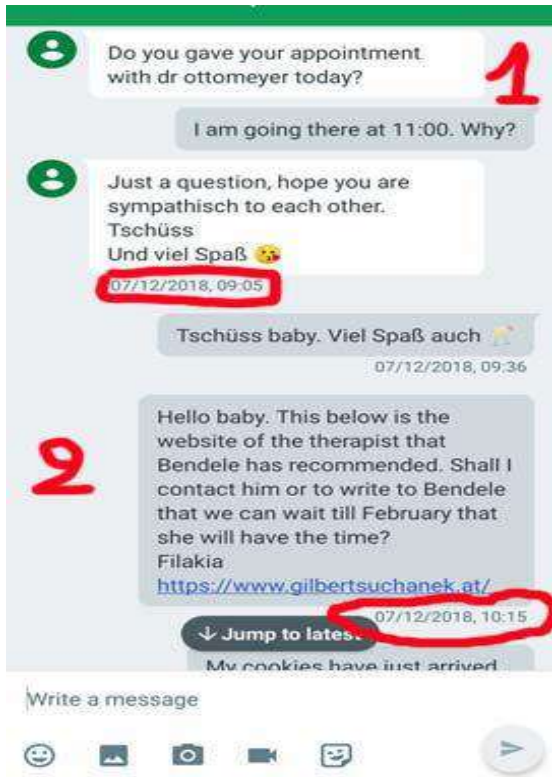 Do you gave your appointment
with dr ottomeyer today?
1
I am going there at 11:00. Why?
Just a question, hope you are
sympathisch to each other.
Tschüss
Und viel Spaß 😘
07/12/2018, 09:05
Tschüss baby. Viel Spaß auch
07/12/2018, 09:36
2
Hello baby. This below is the
website of the therapist that
Bendele has recommended. Shall I
contact him or to write to Bendele
that we can wait till February that
she will have the time?
Filakia
https://www.gilbertsuchanek.at/
07/12/2018, 10:15
↓ Jump to latest
My cookies have just arrived
Write a message